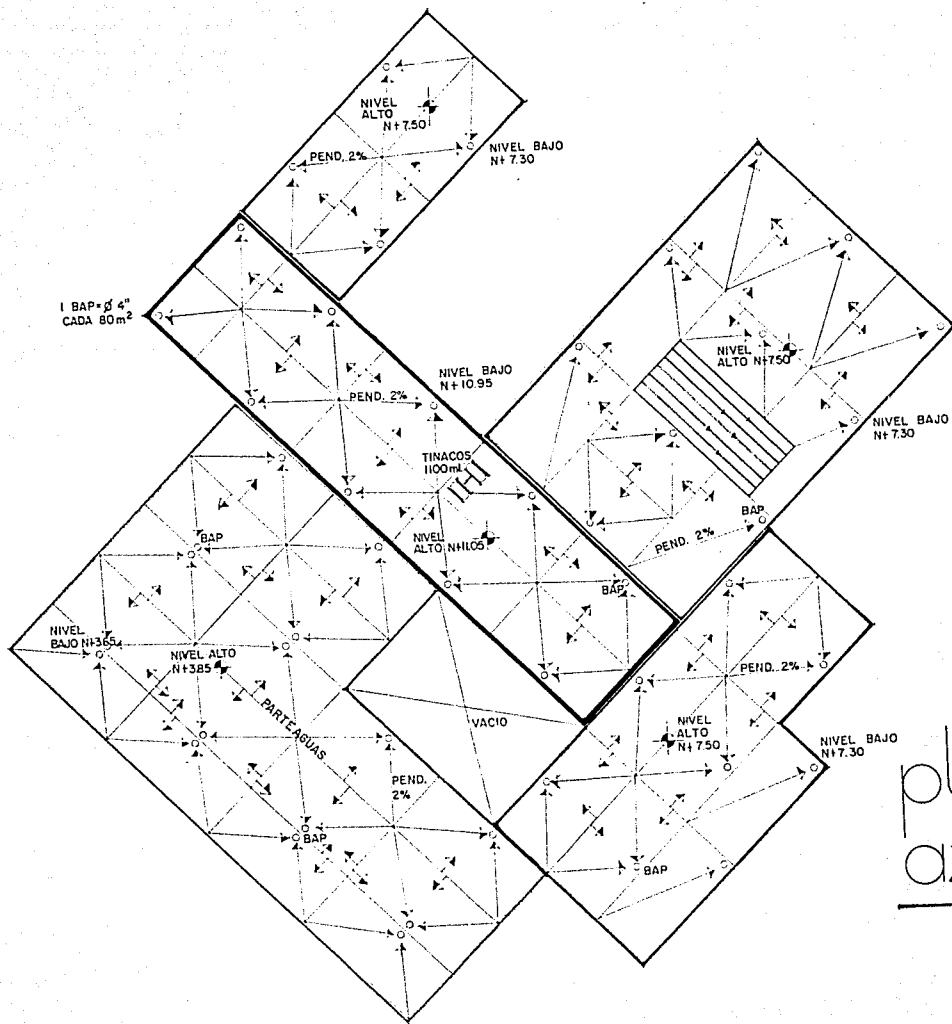 NIVEL
ALTO
N+7.50
PEND. 2%
NIVEL BAJO
N+ 7.30
1 BAP=Ø 4"
CADA 80m²
NIVEL BAJO
N+10.95
PEND. 2%
TINACOS
1100ml.
NIVEL
ALTO N+11.05
BAP
NIVEL
ALTO N+7.50
NIVEL BAJO
N+ 7.30
BAP
PEND. 2%
BAP
NIVEL
BAJO N+3.65
NIVEL ALTO
N+3.85
PARTEAGUAS
PEND.
2%
BAP
VACIO
PEND. 2%
NIVEL
ALTO
N+ 7.50
NIVEL BAJO
N+7.30
BAP